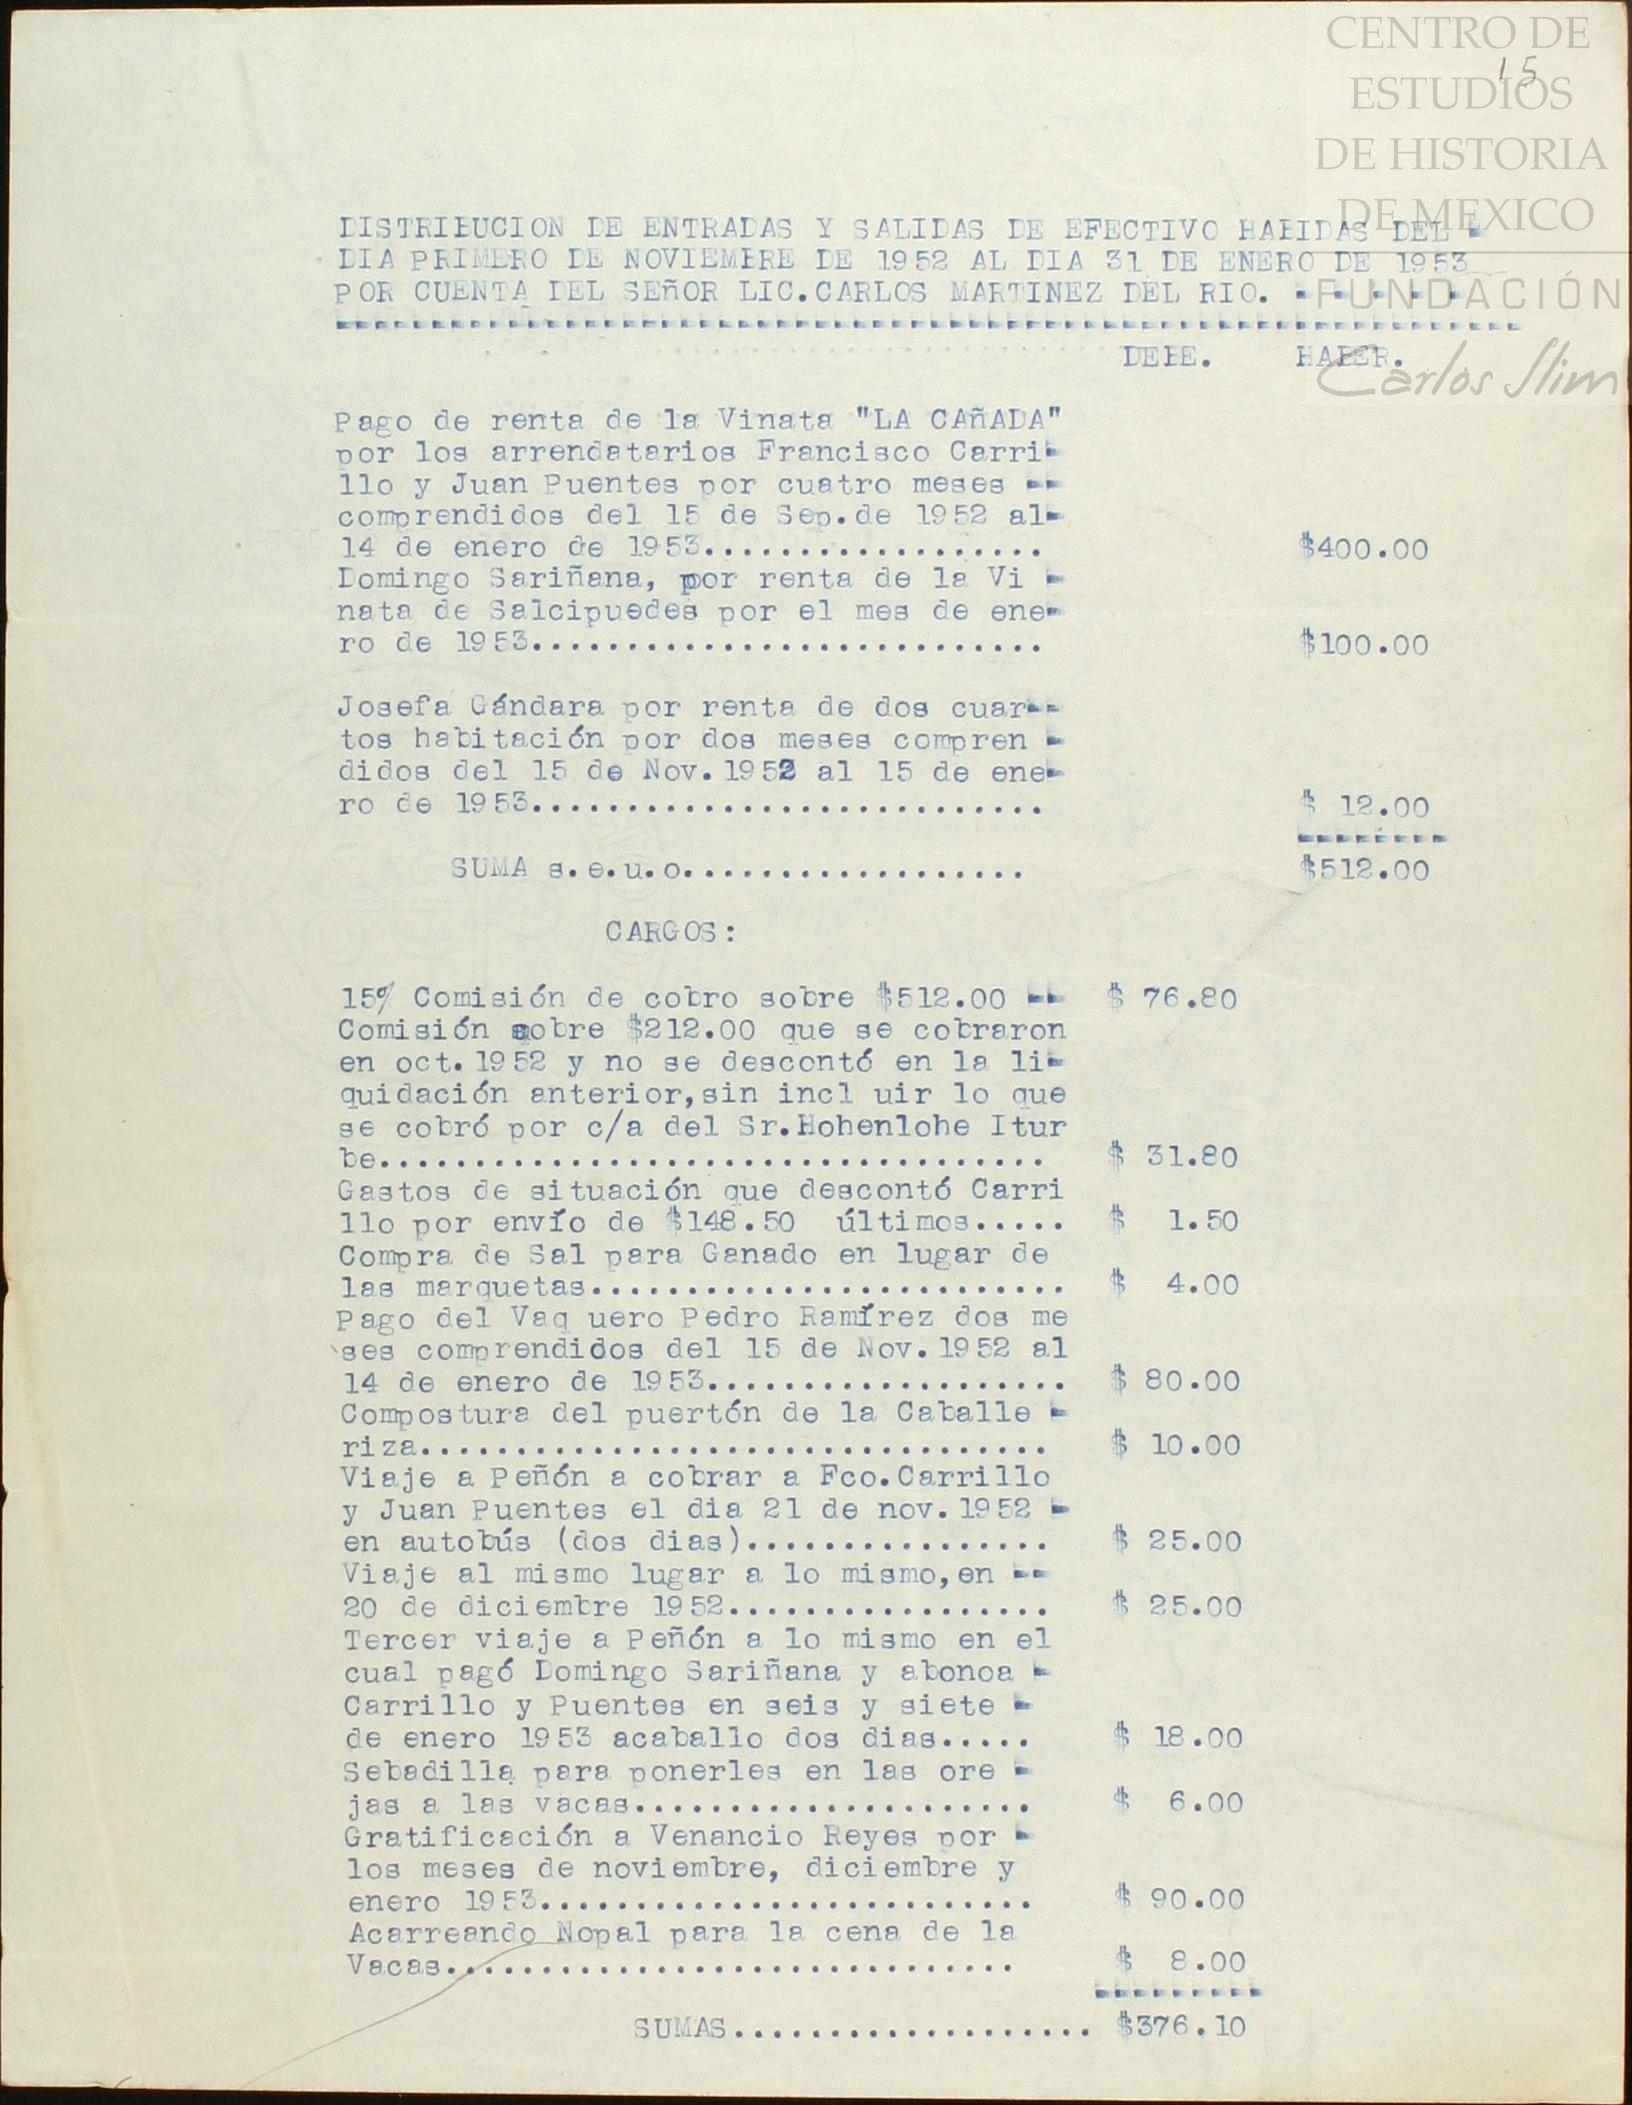 CENTRO DE
ESTUDIOS
DE HISTORIA
DE MEXICO
FUNDACIÓN
Carlos Slim
15
DISTRIBUCION DE ENTRADAS Y SALIDAS DE EFECTIVO HABIDAS DEL -
DIA PRIMERO DE NOVIEMBRE DE 1952 AL DIA 31 DE ENERO DE 1953
POR CUENTA DEL SEñOR LIC.CARLOS MARTINEZ DEL RIO. - - - - -
DEBE. HABER.
Pago de renta de la Vinata "LA CAñADA"
por los arrendatarios Francisco Carri-
llo y Juan Puentes por cuatro meses --
comprendidos del 15 de Sep.de 1952 al-
14 de enero de 1953.................. $400.00
Domingo Sariñana, por renta de la Vi -
nata de Salcipuedes por el mes de ene-
ro de 1953........................... $100.00
Josefa Gándara por renta de dos cuar--
tos habitación por dos meses compren -
didos del 15 de Nov.1952 al 15 de ene-
ro de 1953........................... $ 12.00
SUMA s.e.u.o.................. $512.00
CARGOS:
15% Comisión de cobro sobre $512.00 -- $ 76.80
Comisión sobre $212.00 que se cobraron
en oct.1952 y no se descontó en la li-
quidación anterior,sin incl uir lo que
se cobró por c/a del Sr.Hohenlohe Itur
be................................... $ 31.80
Gastos de situación que descontó Carri
llo por envío de $148.50 últimos..... $ 1.50
Compra de Sal para Ganado en lugar de
las marquetas......................... $ 4.00
Pago del Vaq uero Pedro Ramírez dos me
ses comprendidos del 15 de Nov.1952 al
14 de enero de 1953................... $ 80.00
Compostura del puertón de la Caballe -
riza................................. $ 10.00
Viaje a Peñón a cobrar a Fco.Carrillo
y Juan Puentes el dia 21 de nov.1952 -
en autobús (dos dias)................ $ 25.00
Viaje al mismo lugar a lo mismo,en --
20 de diciembre 1952................. $ 25.00
Tercer viaje a Peñón a lo mismo en el
cual pagó Domingo Sariñana y abonoa -
Carrillo y Puentes en seis y siete -
de enero 1953 acaballo dos dias..... $ 18.00
Sebadilla para ponerles en las ore -
jas a las vacas..................... $ 6.00
Gratificación a Venancio Reyes por -
los meses de noviembre, diciembre y
enero 1953.......................... $ 90.00
Acarreando Nopal para la cena de la
Vacas.............................. $ 8.00
SUMAS................... $376.10